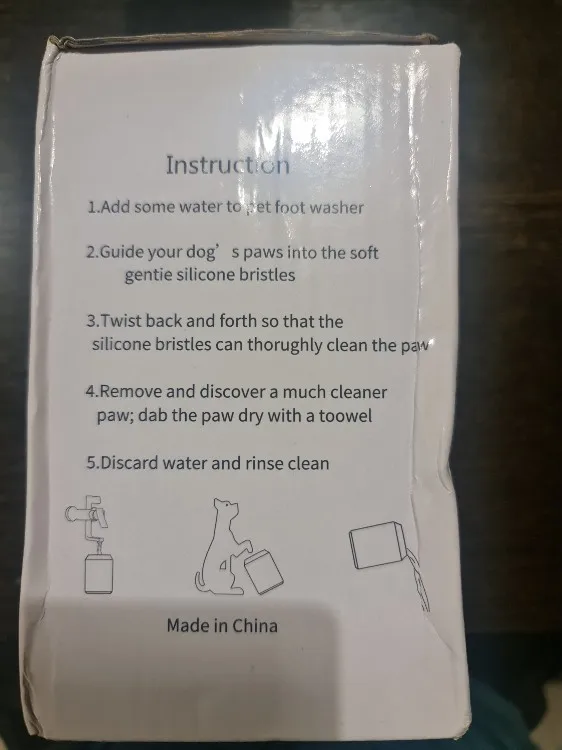 Instruction
1.Add some water to pet foot washer
2.Guide your dog's paws into the soft
gentie silicone bristles
3.Twist back and forth so that the
silicone bristles can thorughly clean the paw
4.Remove and discover a much cleaner
paw; dab the paw dry with a toowel
5.Discard water and rinse clean
Made in China